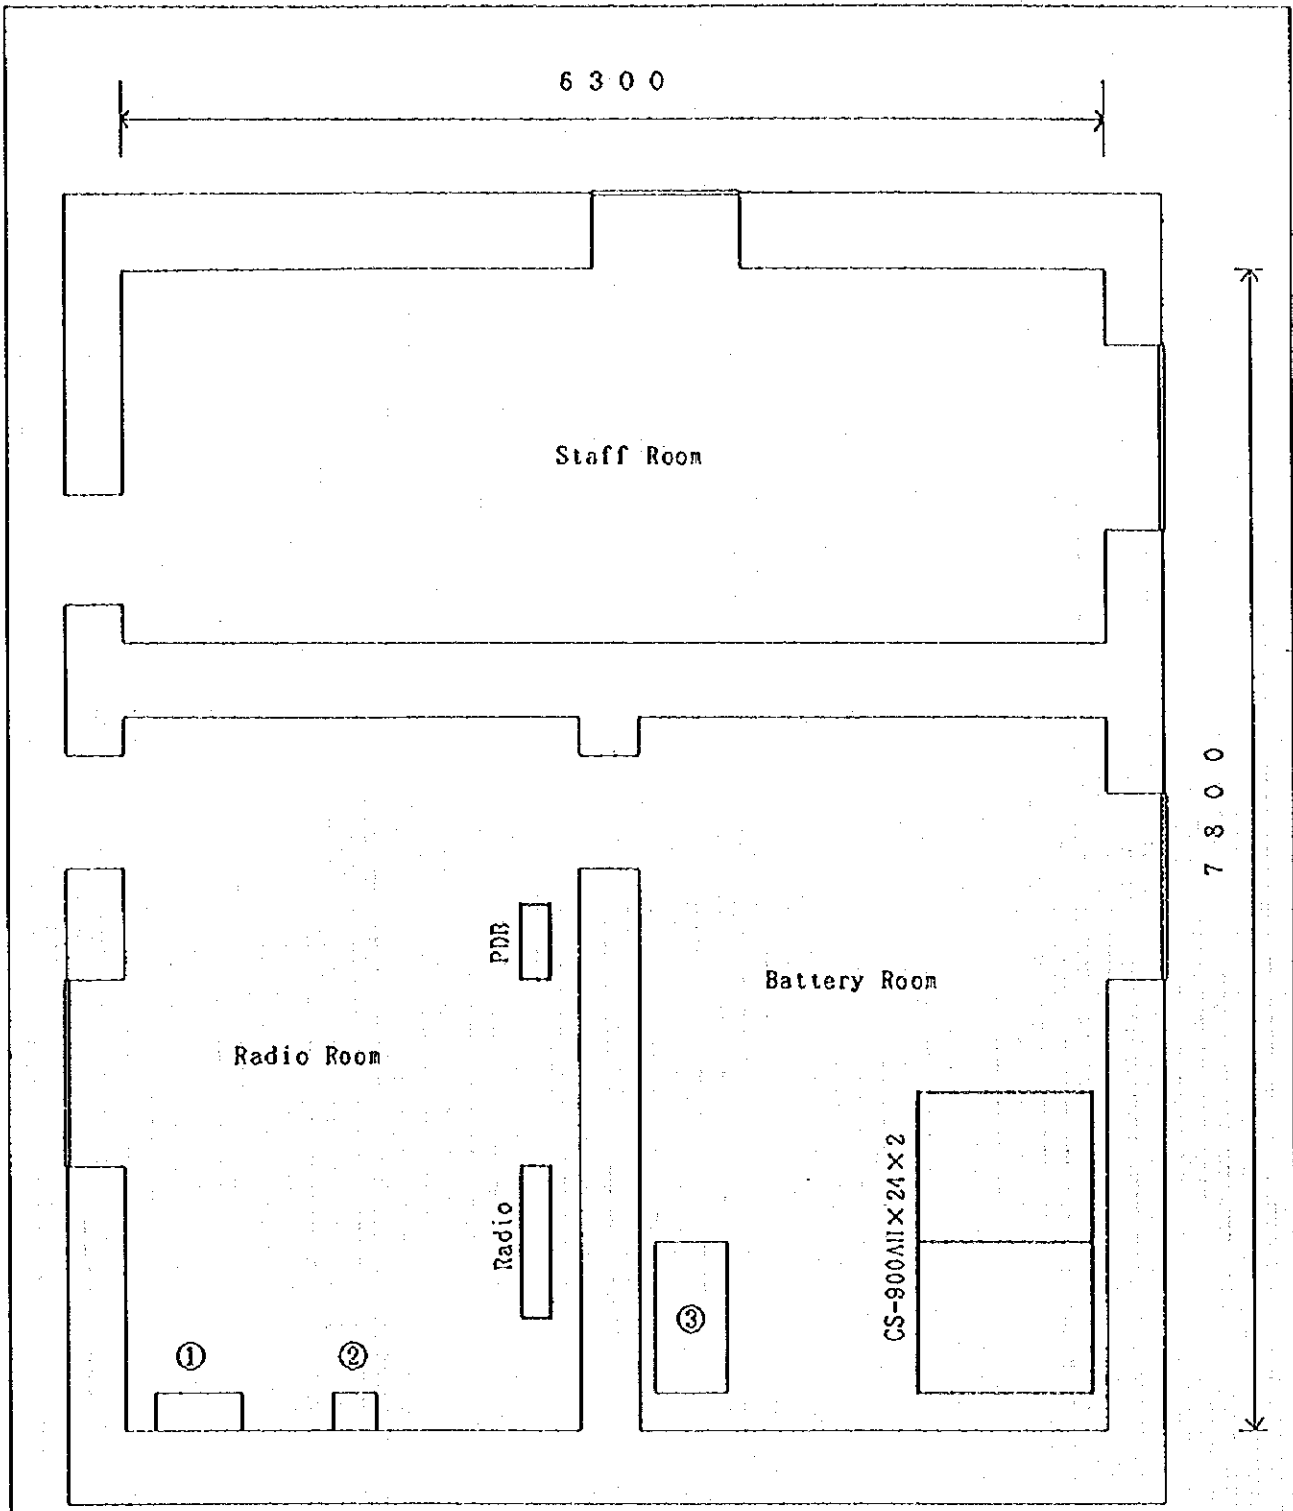 6300
Staff Room
7800
PDB
Battery Room
Radio Room
CS-900AH×24×2
Radio
③
①
②